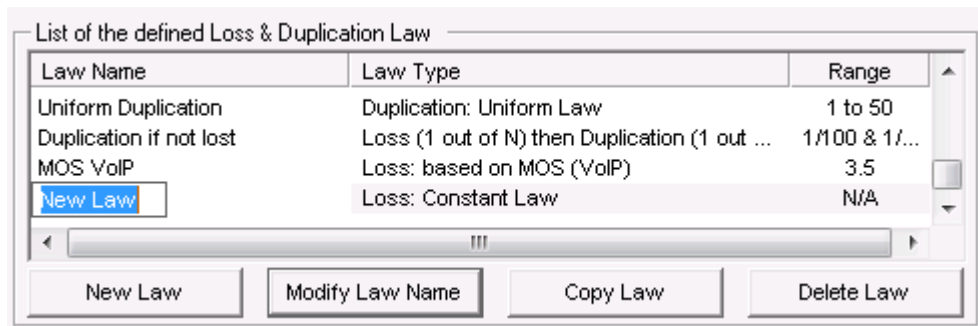 List of the defined Loss & Duplication Law
Law Name Law Type Range
Uniform Duplication Duplication: Uniform Law 1 to 50
Duplication if not lost Loss (1 out of N) then Duplication (1 out ... 1/100 & 1/...
MOS VoIP Loss: based on MOS (VoIP) 3.5
New Law Loss: Constant Law N/A
New Law Modify Law Name Copy Law Delete Law